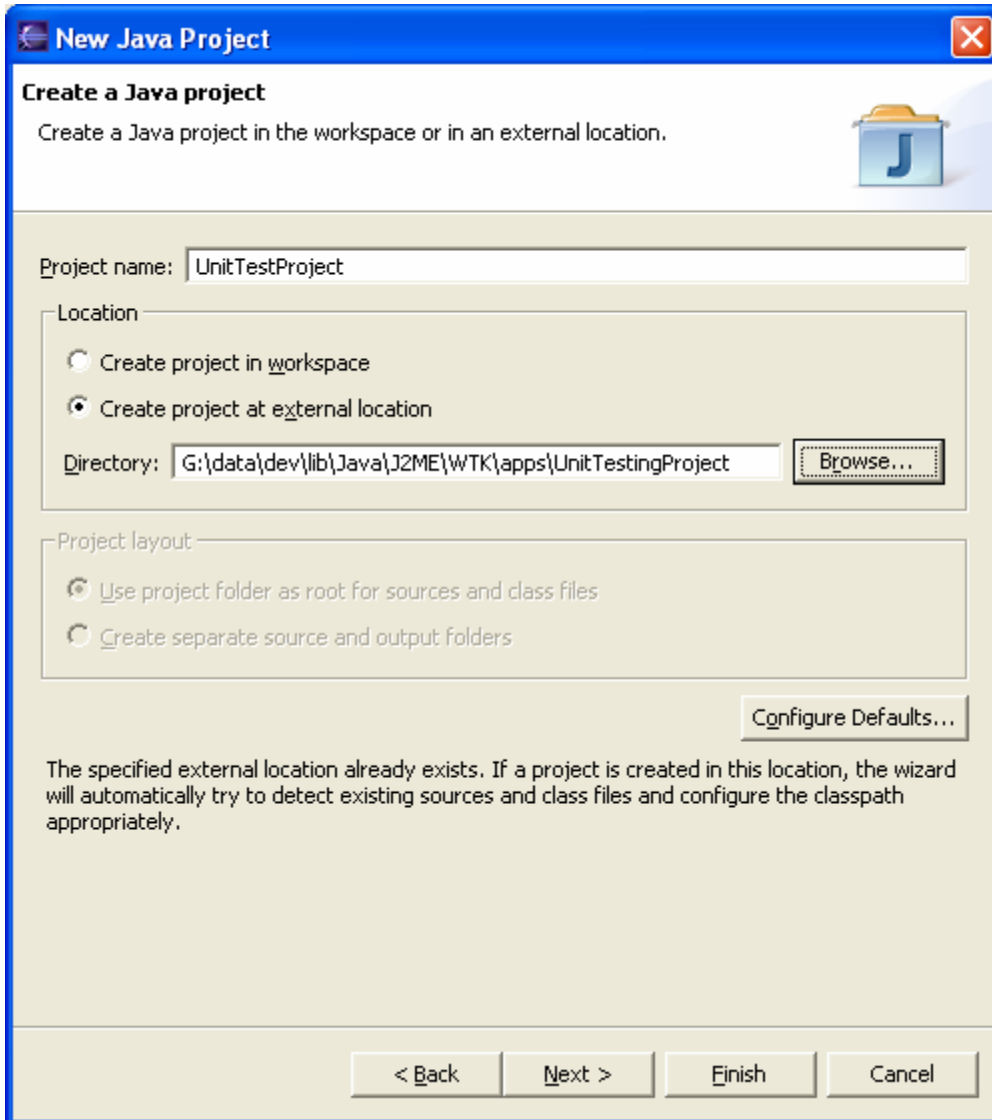 New Java Project
Create a Java project
Create a Java project in the workspace or in an external location.
J
Project name: UnitTestProject
Location
Create project in workspace
Create project at external location
Directory: G:\data\dev\lib\Java\J2ME\WTK\apps\UnitTestingProject Browse...
Project layout
Use project folder as root for sources and class files
Create separate source and output folders
Configure Defaults...
The specified external location already exists. If a project is created in this location, the wizard
will automatically try to detect existing sources and class files and configure the classpath
appropriately.
< Back Next > Finish Cancel